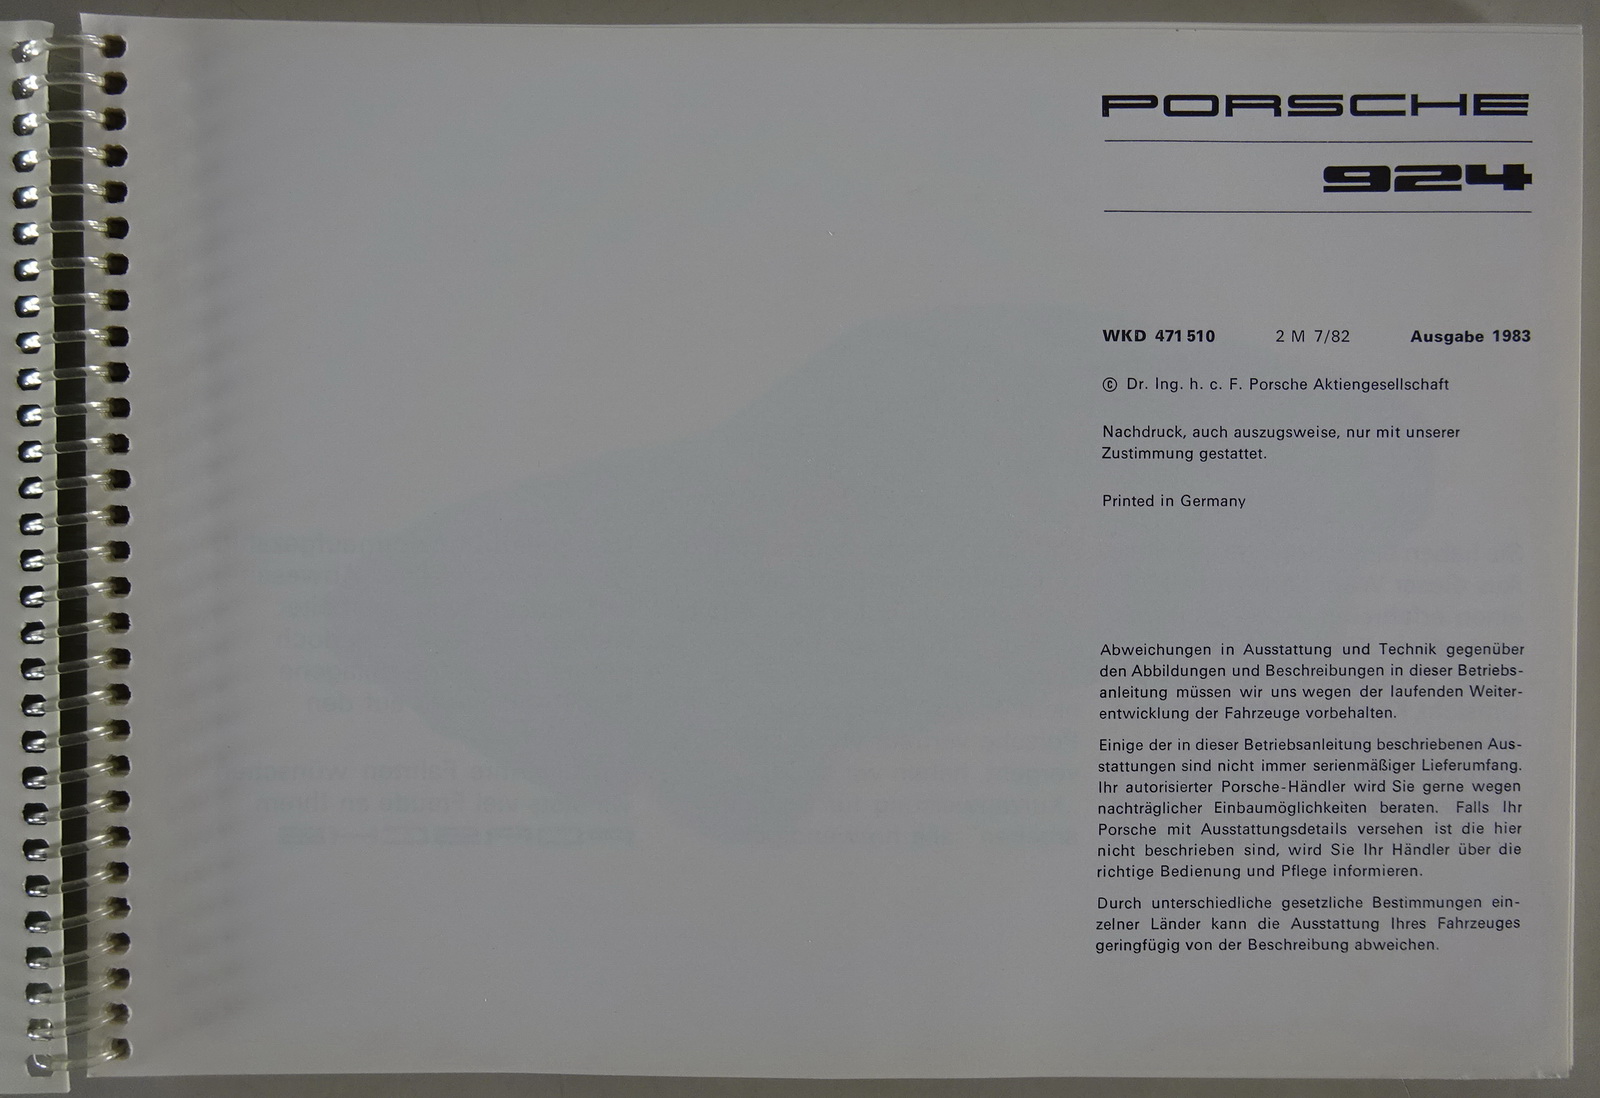 PORSCHE
924
WKD 471 510 2 M 7/82 Ausgabe 1983
© Dr. Ing. h. c. F. Porsche Aktiengesellschaft
Nachdruck, auch auszugsweise, nur mit unserer
Zustimmung gestattet.
Printed in Germany
Abweichungen in Ausstattung und Technik gegenüber
den Abbildungen und Beschreibungen in dieser Betriebs-
anleitung müssen wir uns wegen der laufenden Weiter-
entwicklung der Fahrzeuge vorbehalten.
Einige der in dieser Betriebsanleitung beschriebenen Aus-
stattungen sind nicht immer serienmäßiger Lieferumfang.
Ihr autorisierter Porsche-Händler wird Sie gerne wegen
nachträglicher Einbaumöglichkeiten beraten. Falls Ihr
Porsche mit Ausstattungsdetails versehen ist die hier
nicht beschrieben sind, wird Sie Ihr Händler über die
richtige Bedienung und Pflege informieren.
Durch unterschiedliche gesetzliche Bestimmungen ein-
zelner Länder kann die Ausstattung Ihres Fahrzeuges
geringfügig von der Beschreibung abweichen.